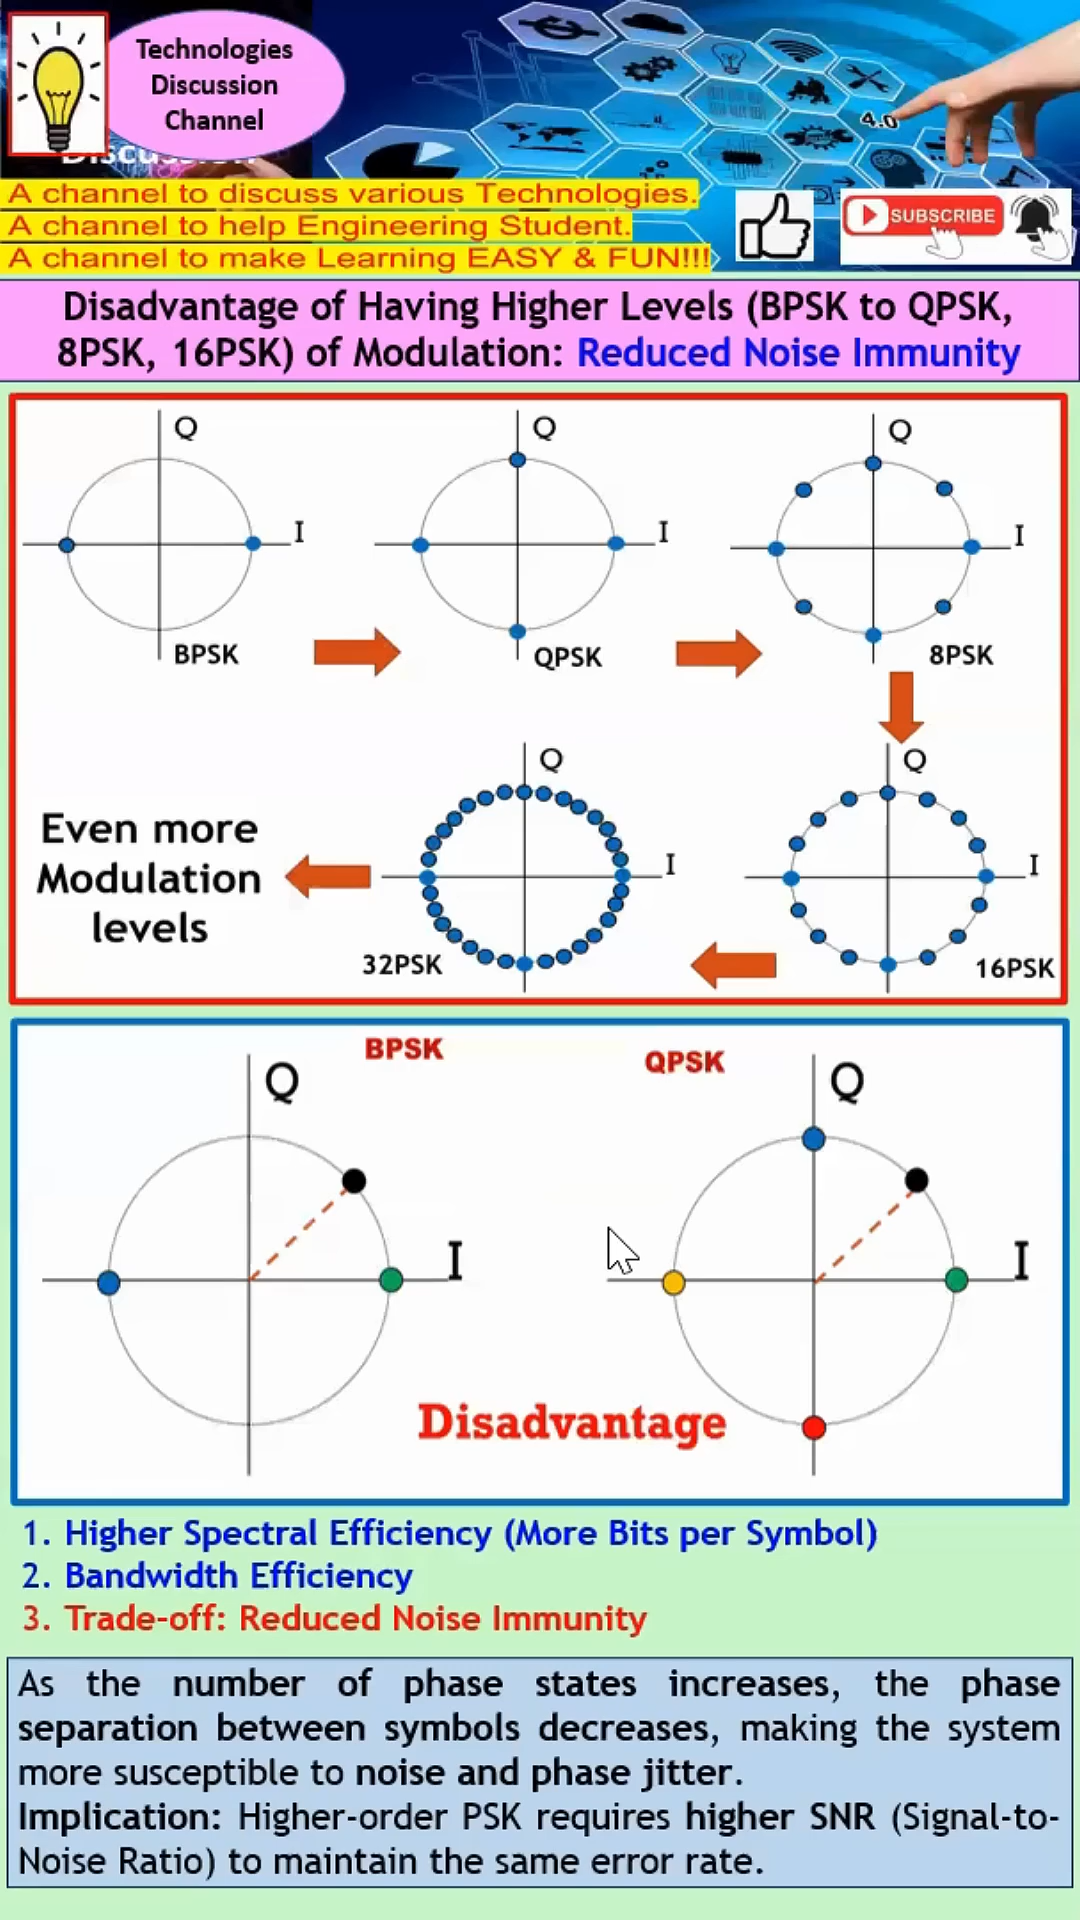 Technologies
Discussion
Channel
Discussion
4.0
A channel to discuss various Technologies.
A channel to help Engineering Student.
A channel to make Learning EASY & FUN!!!
SUBSCRIBE
Disadvantage of Having Higher Levels (BPSK to QPSK,
8PSK, 16PSK) of Modulation: Reduced Noise Immunity
Q
I
BPSK
Q
I
QPSK
Q
I
8PSK
Even more
Modulation
levels
Q
I
32PSK
Q
I
16PSK
BPSK
Q
I
QPSK
Q
I
Disadvantage
1. Higher Spectral Efficiency (More Bits per Symbol)
2. Bandwidth Efficiency
3. Trade-off: Reduced Noise Immunity
As the number of phase states increases, the phase
separation between symbols decreases, making the system
more susceptible to noise and phase jitter.
Implication: Higher-order PSK requires higher SNR (Signal-to-
Noise Ratio) to maintain the same error rate.